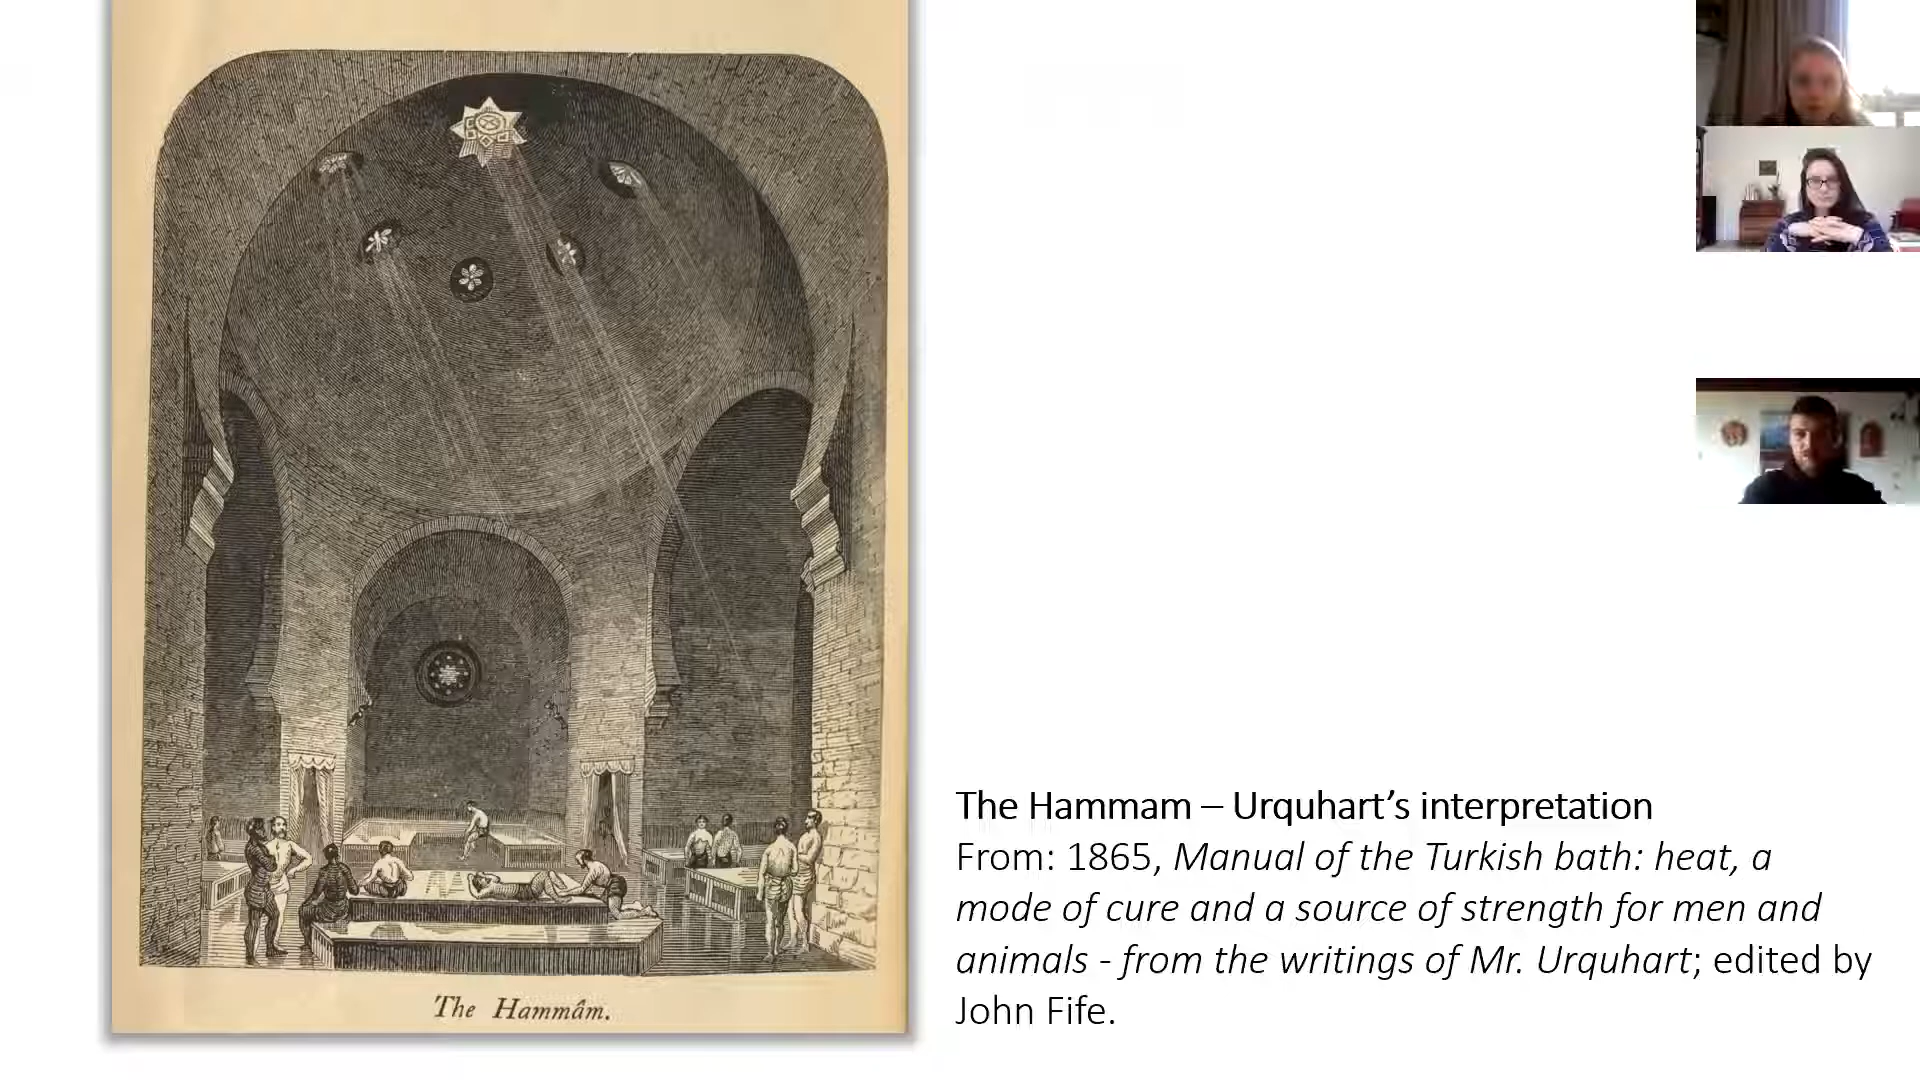 The Hammâm.
The Hammam – Urquhart’s interpretation
From: 1865, Manual of the Turkish bath: heat, a
mode of cure and a source of strength for men and
animals - from the writings of Mr. Urquhart; edited by
John Fife.